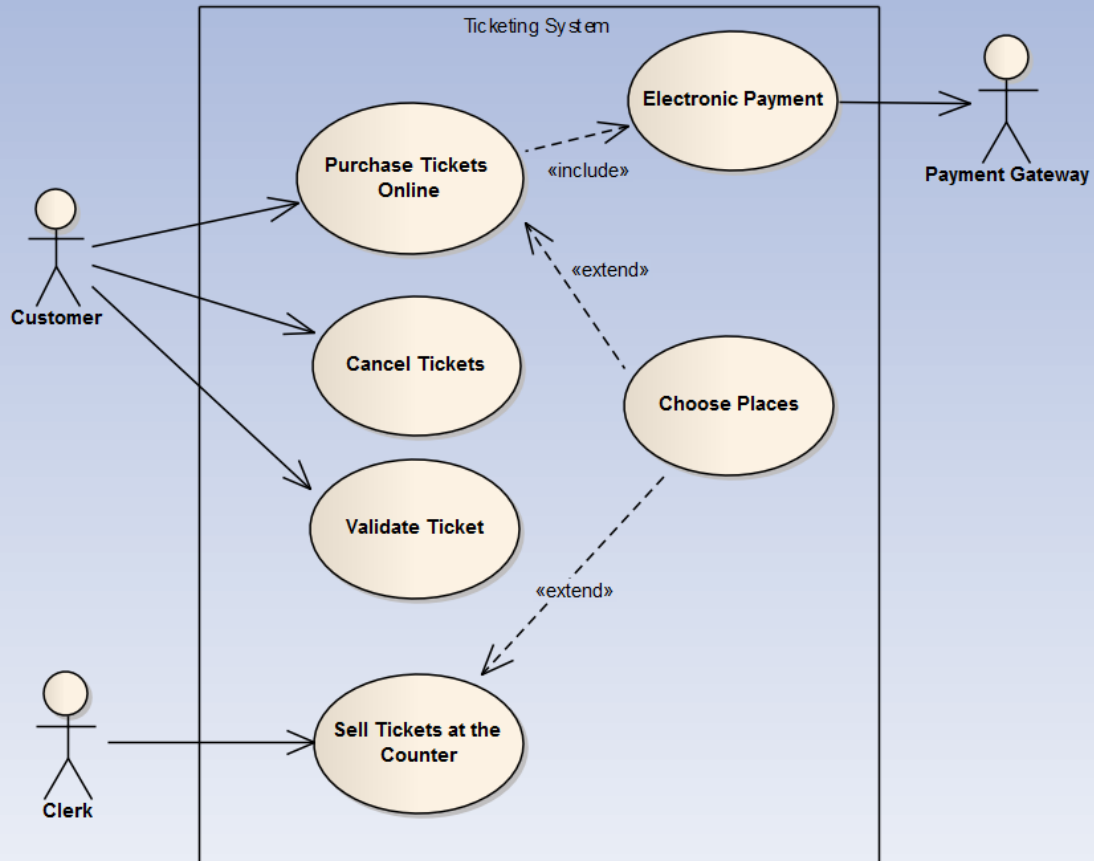 Ticketing System
Electronic Payment
Payment Gateway
Purchase Tickets
Online
«include»
«extend»
Customer
Cancel Tickets
Choose Places
Validate Ticket
«extend»
Sell Tickets at the
Counter
Clerk